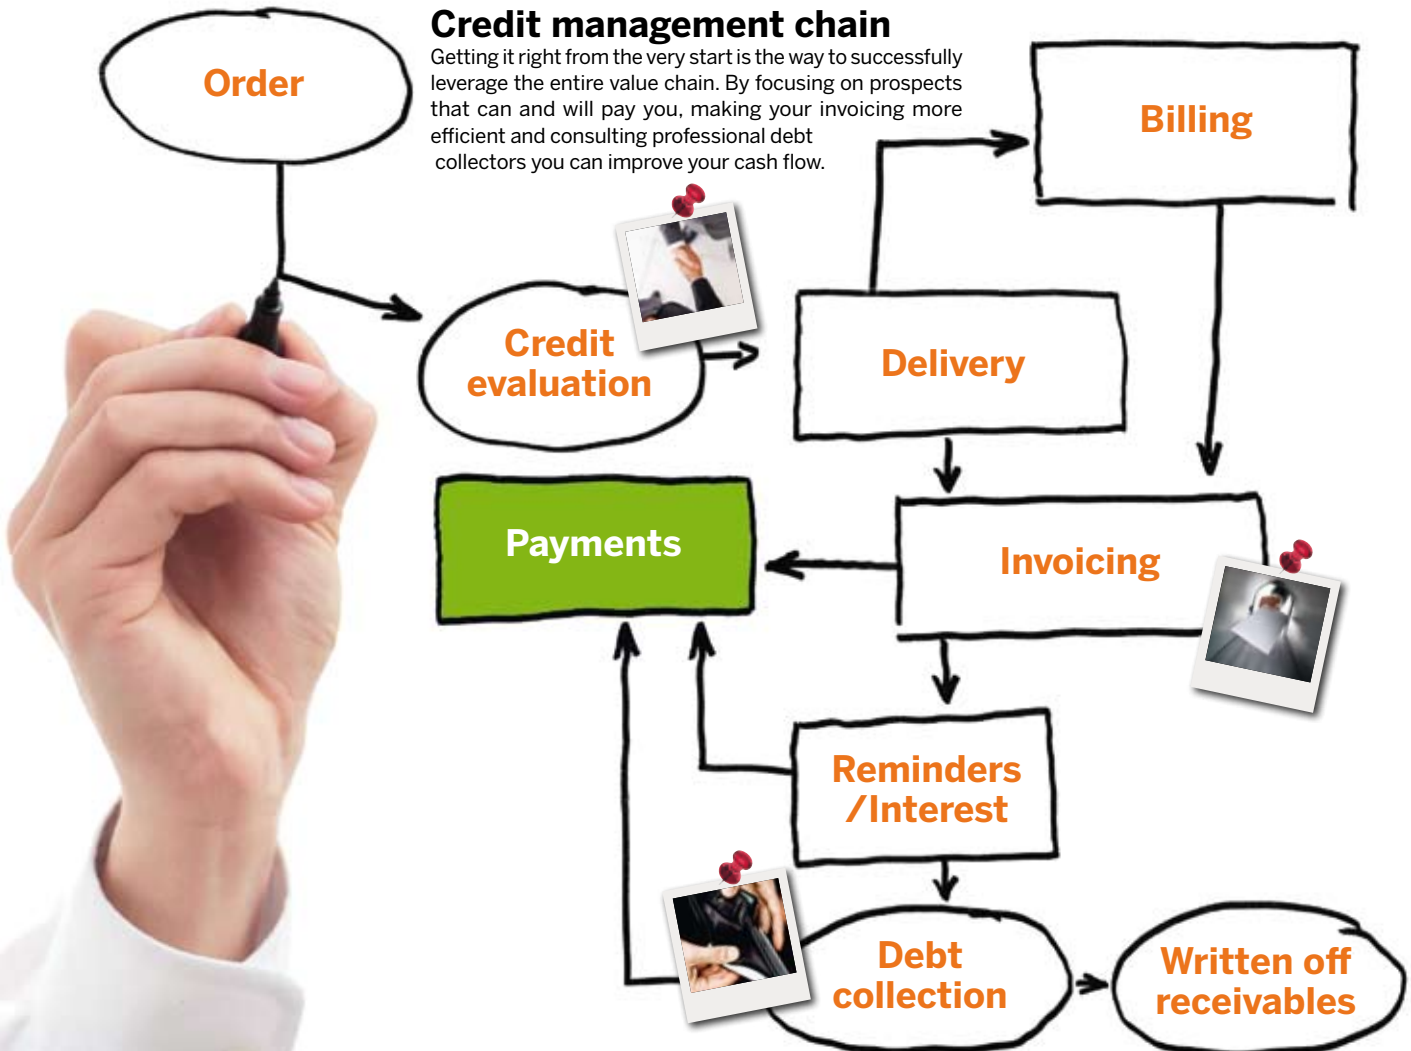 Credit management chain
Getting it right from the very start is the way to successfully
leverage the entire value chain. By focusing on prospects
that can and will pay you, making your invoicing more
efficient and consulting professional debt
collectors you can improve your cash flow.
Order
Billing
Credit
evaluation
Delivery
Payments
Invoicing
Reminders
/Interest
Debt
collection
Written off
receivables